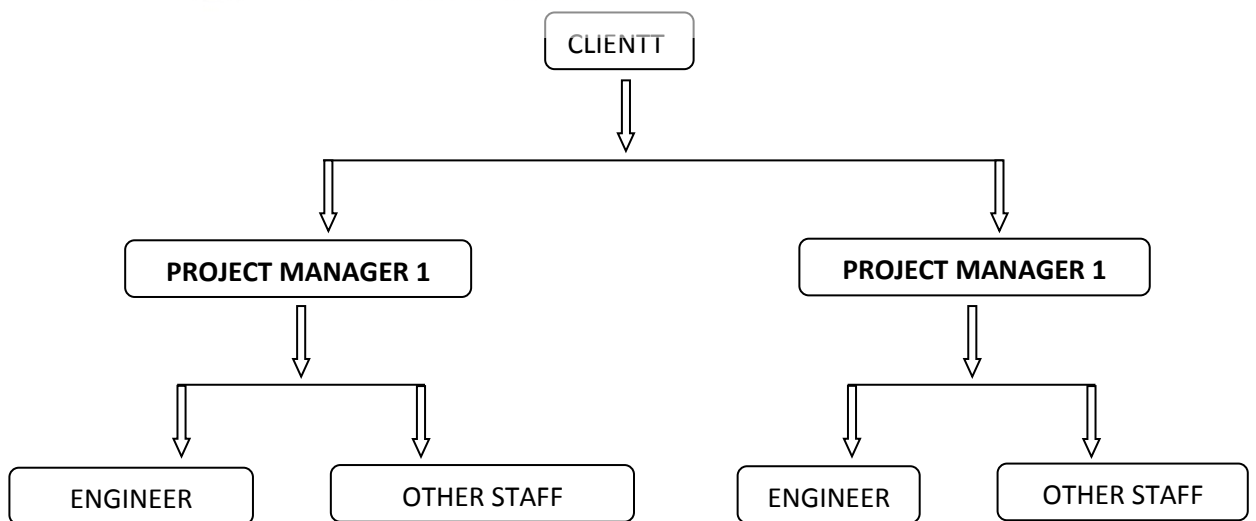 CLIENTT
PROJECT MANAGER 1
PROJECT MANAGER 1
ENGINEER
OTHER STAFF
ENGINEER
OTHER STAFF